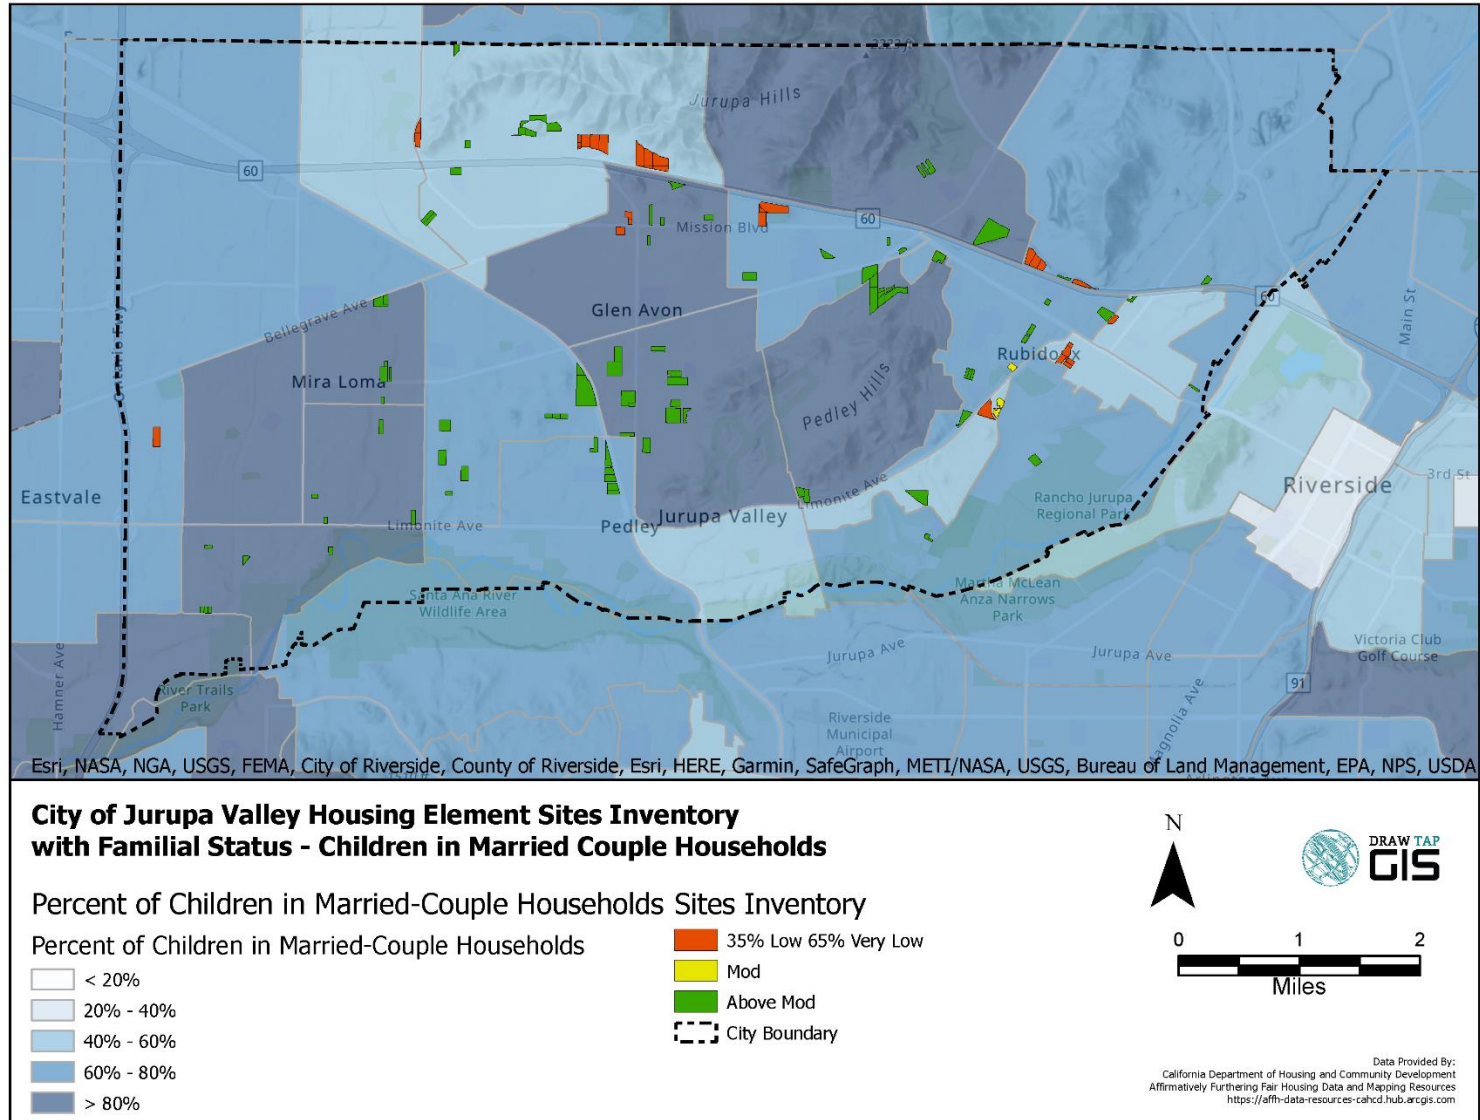 2223 ft
Jurupa Hills
60
Mission Blvd
60
Glen Avon
Bellegrave Ave
Mira Loma
Ontario Fwy
60
Main St
Rubidoux
Pedley Hills
Eastvale
Limonite Ave
Pedley
Jurupa Valley
Limonite Ave
Rancho Jurupa
Regional Park
Riverside
3rd St
Santa Ana River
Wildlife Area
Martha McLean
Anza Narrows
Park
Jurupa Ave
Jurupa Ave
Victoria Club
Golf Course
Hamner Ave
River Trails
Park
91
Magnolia Ave
Riverside
Municipal
Airport
Esri, NASA, NGA, USGS, FEMA, City of Riverside, County of Riverside, Esri, HERE, Garmin, SafeGraph, METI/NASA, USGS, Bureau of Land Management, EPA, NPS, USDA
City of Jurupa Valley Housing Element Sites Inventory
with Familial Status - Children in Married Couple Households
Percent of Children in Married-Couple Households
Percent of Children in Married-Couple Households
< 20%
20% - 40%
40% - 60%
60% - 80%
> 80%
Sites Inventory
35% Low 65% Very Low
Mod
Above Mod
City Boundary
N
DRAW TAP
GIS
0 1 2
Miles
Data Provided By:
California Department of Housing and Community Development
Affirmatively Furthering Fair Housing Data and Mapping Resources
https://affh-data-resources-cahcd.hub.arcgis.com